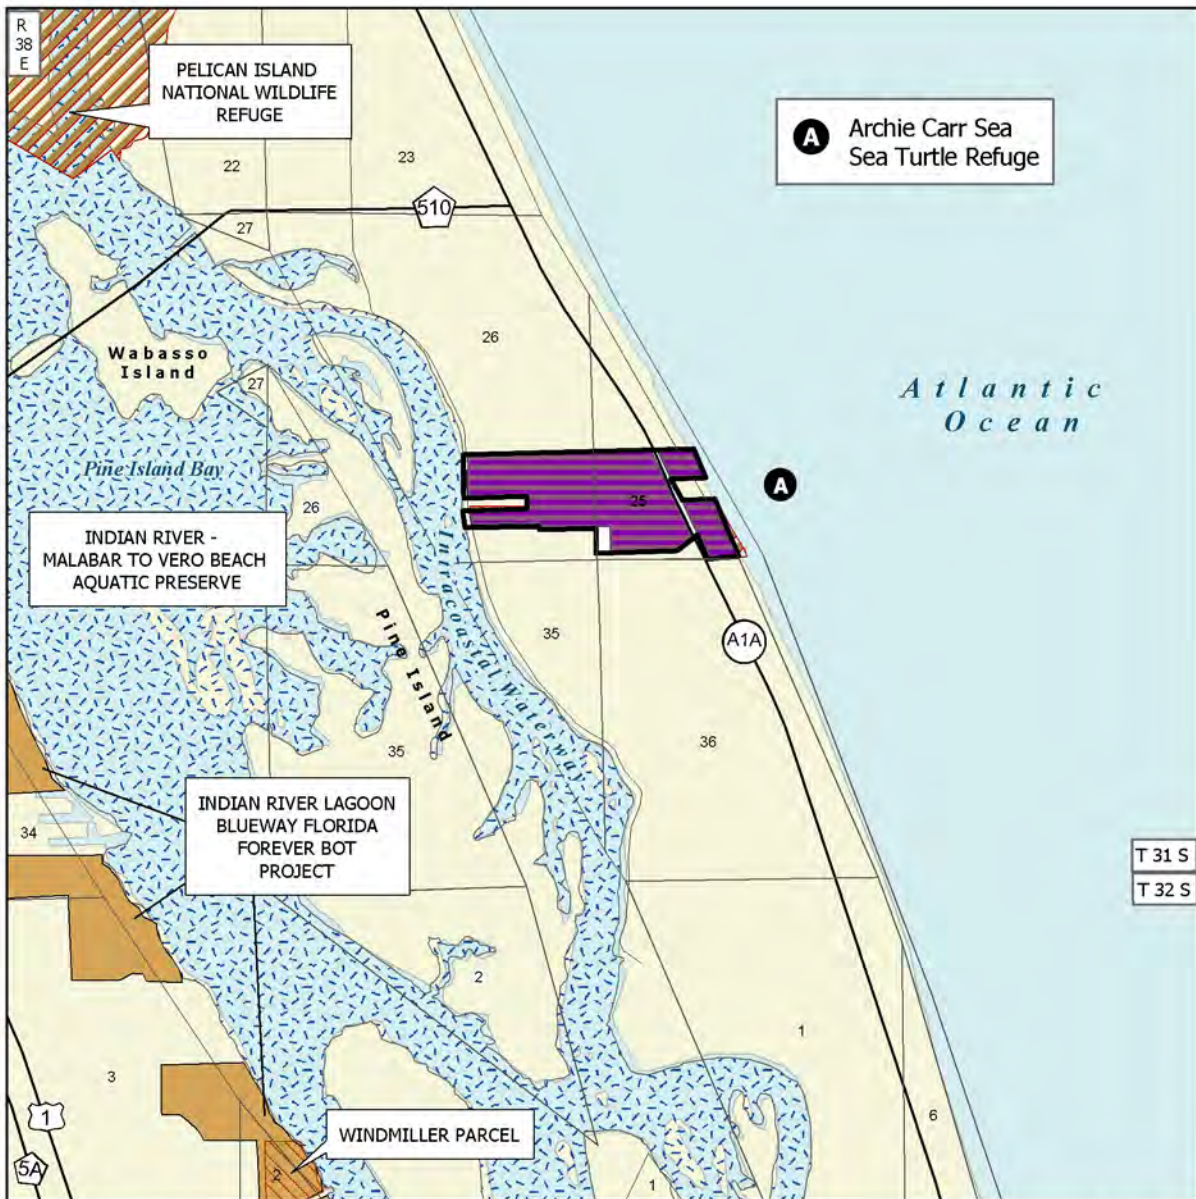 R
38
E
PELICAN ISLAND
NATIONAL WILDLIFE
REFUGE
A
Archie Carr Sea
Sea Turtle Refuge
22
23
510
27
26
Wabasso
Island
27
Atlantic
Ocean
Pine Island Bay
26
25
A
INDIAN RIVER -
MALABAR TO VERO BEACH
AQUATIC PRESERVE
Intracoastal Waterway
Pine Island
35
A1A
35
36
INDIAN RIVER LAGOON
BLUEWAY FLORIDA
FOREVER BOT
PROJECT
34
T 31 S
T 32 S
2
1
3
1
6
WINDMILLER PARCEL
5A
2
1